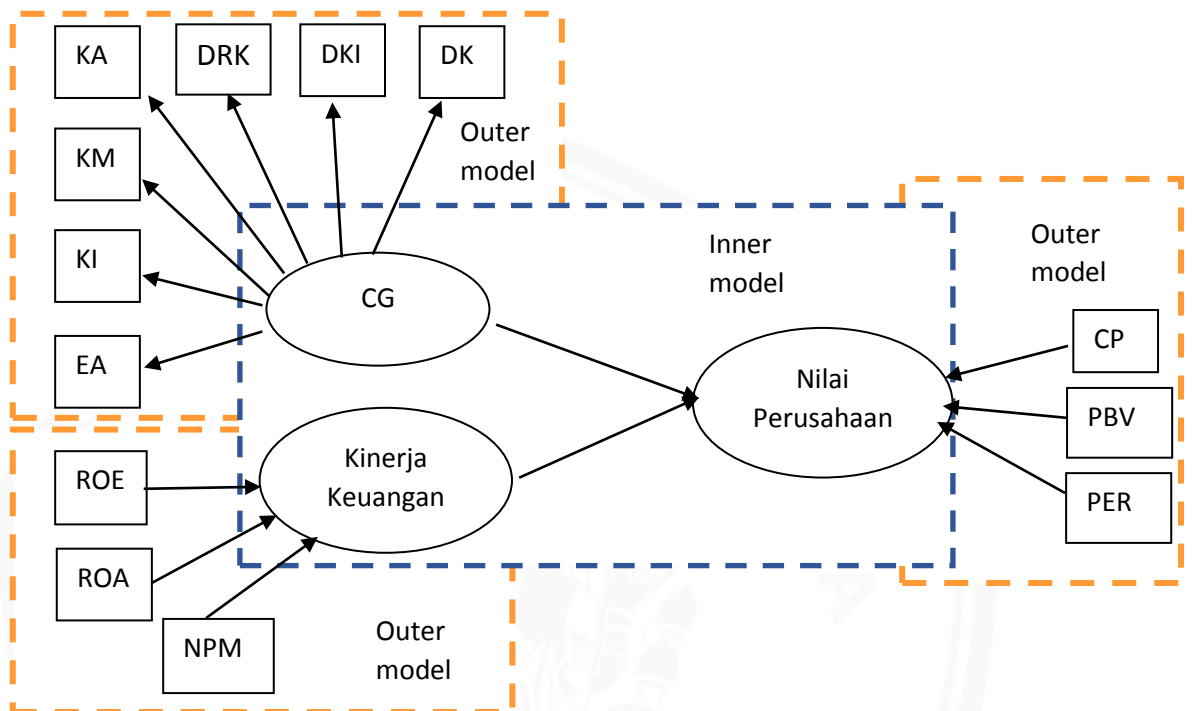 KA
DRK
DKI
DK
Outer
model
KM
KI
EA
CG
Inner
model
Outer
model
CP
PBV
PER
Nilai
Perusahaan
Kinerja
Keuangan
ROE
ROA
NPM
Outer
model